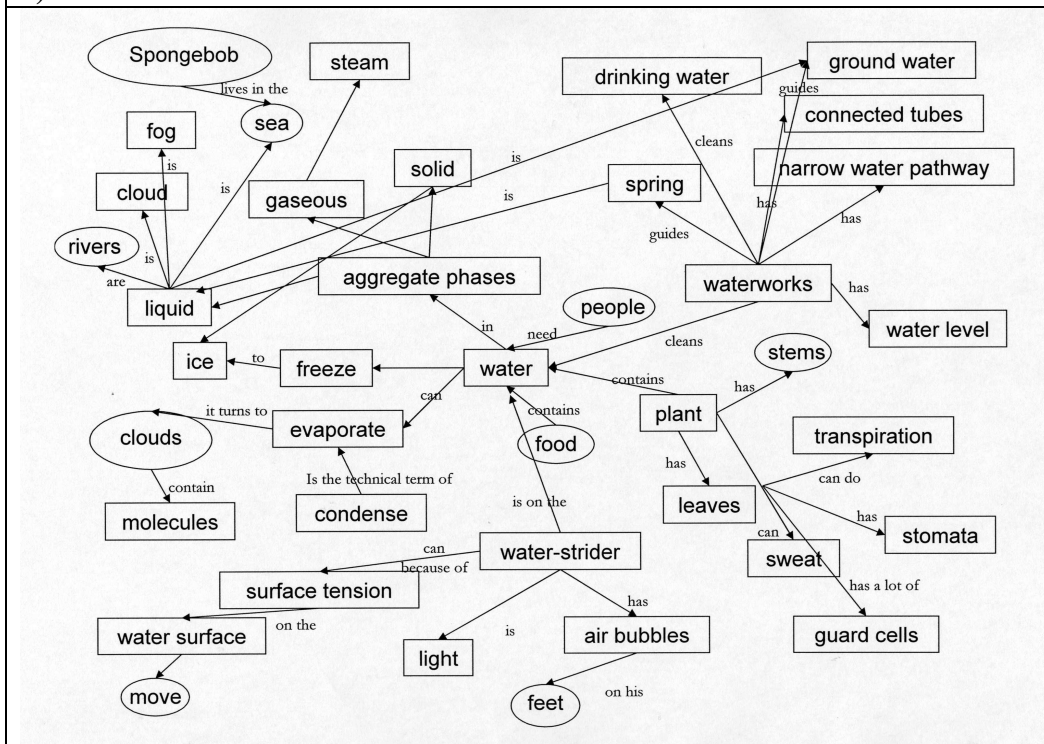 )
Spongebob
steam
drinking water
ground water
lives in the
guides
sea
connected tubes
fog
cleans
is
is
solid
narrow water pathway
cloud
is
spring
is
gaseous
has
has
rivers
is
guides
are
aggregate phases
waterworks
has
liquid
people
in
need
water level
cleans
stems
ice
to
freeze
water
contains
has
can
plant
it turns to
contains
clouds
evaporate
food
transpiration
has
Is the technical term of
can do
contain
is on the
leaves
molecules
condense
has
stomata
can
can
water-strider
sweat
because of
has a lot of
surface tension
has
on the
water surface
is
air bubbles
guard cells
light
move
feet
on his